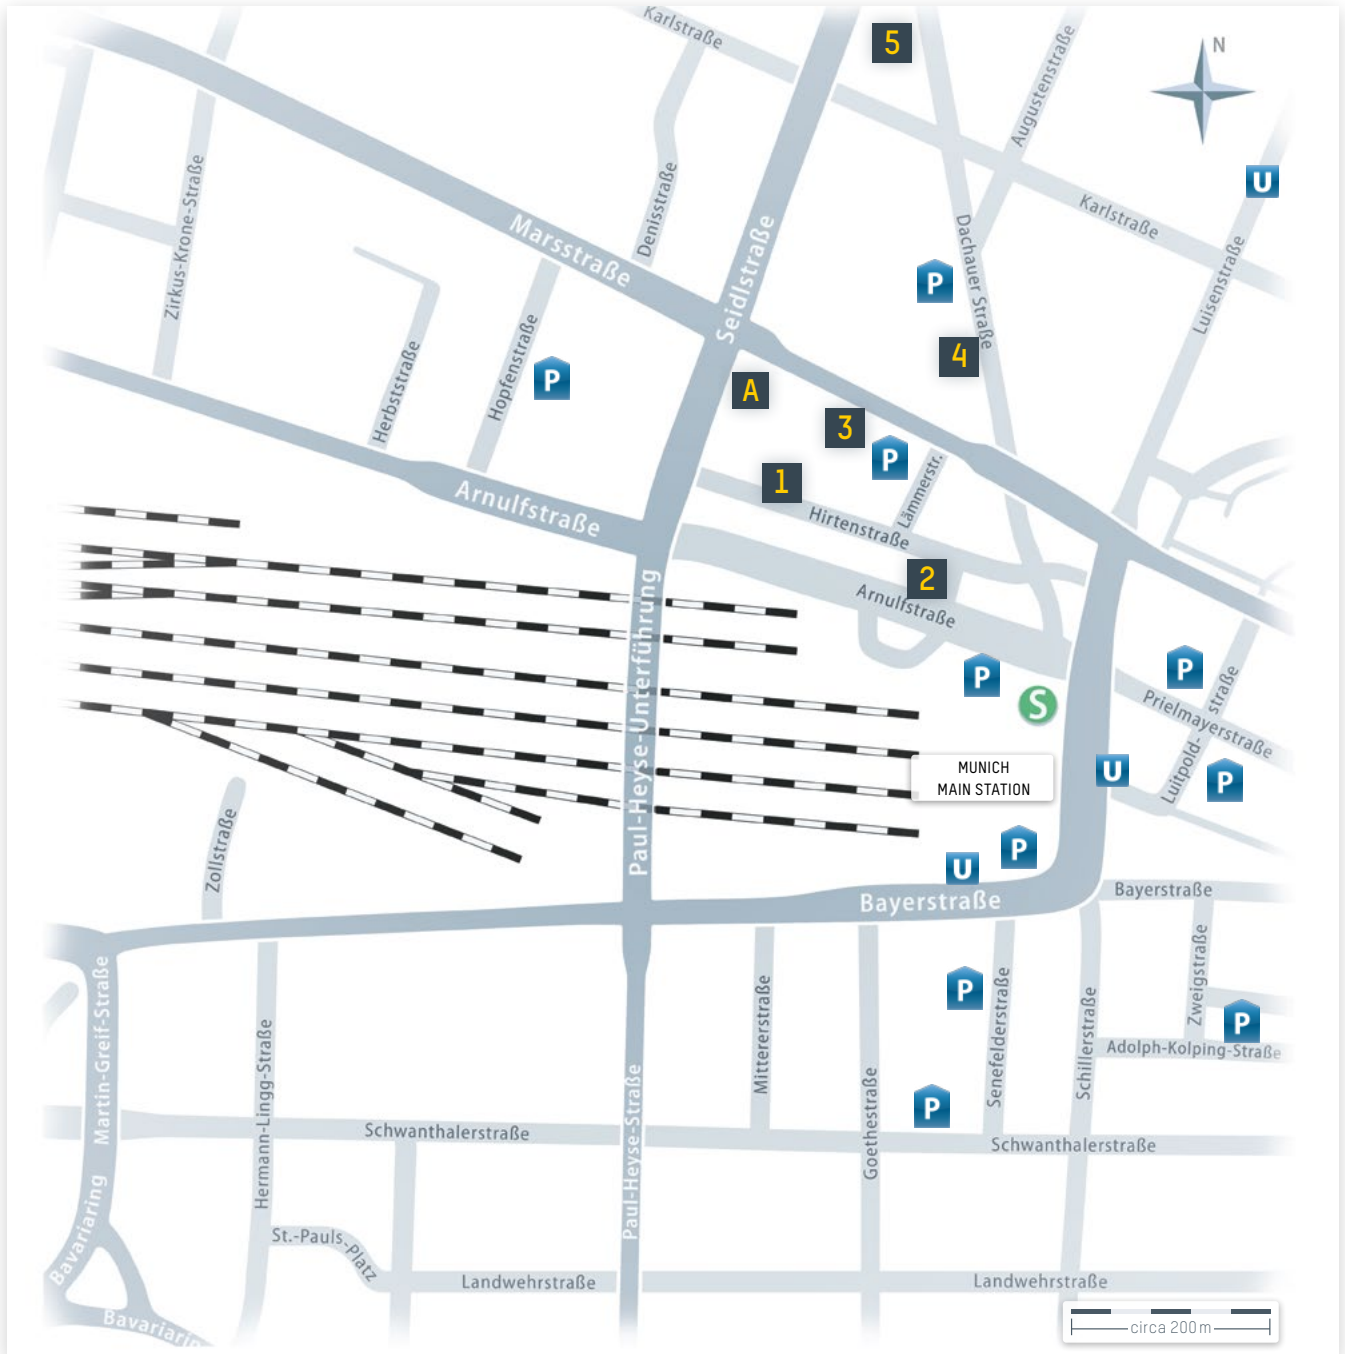 Karlstraße
5
N
Augustenstraße
U
Zirkus-Krone-Straße
Denisstraße
Marsstraße
Seidlstraße
Karlstraße
Dachauer Straße
Luisenstraße
P
4
P
A
Herbststraße
Hopfenstraße
3
P
1
Lämmerstr.
Arnulfstraße
Hirtenstraße
2
Arnulfstraße
Paul-Heyse-Unterführung
P
S
P
Prielmayerstraße
Luitpold-
straße
U
P
MUNICH
MAIN STATION
Zollstraße
P
U
Bayerstraße
Bayerstraße
Martin-Greif-Straße
Mittererstraße
P
Senefelderstraße
Schillerstraße
Zweigstraße
P
Adolph-Kolping-Straße
Hermann-Lingg-Straße
Paul-Heyse-Straße
Goethestraße
P
Schwanthalerstraße
Schwanthalerstraße
Bavariaring
St.-Pauls-Platz
Landwehrstraße
Landwehrstraße
Bavariarin
circa 200 m